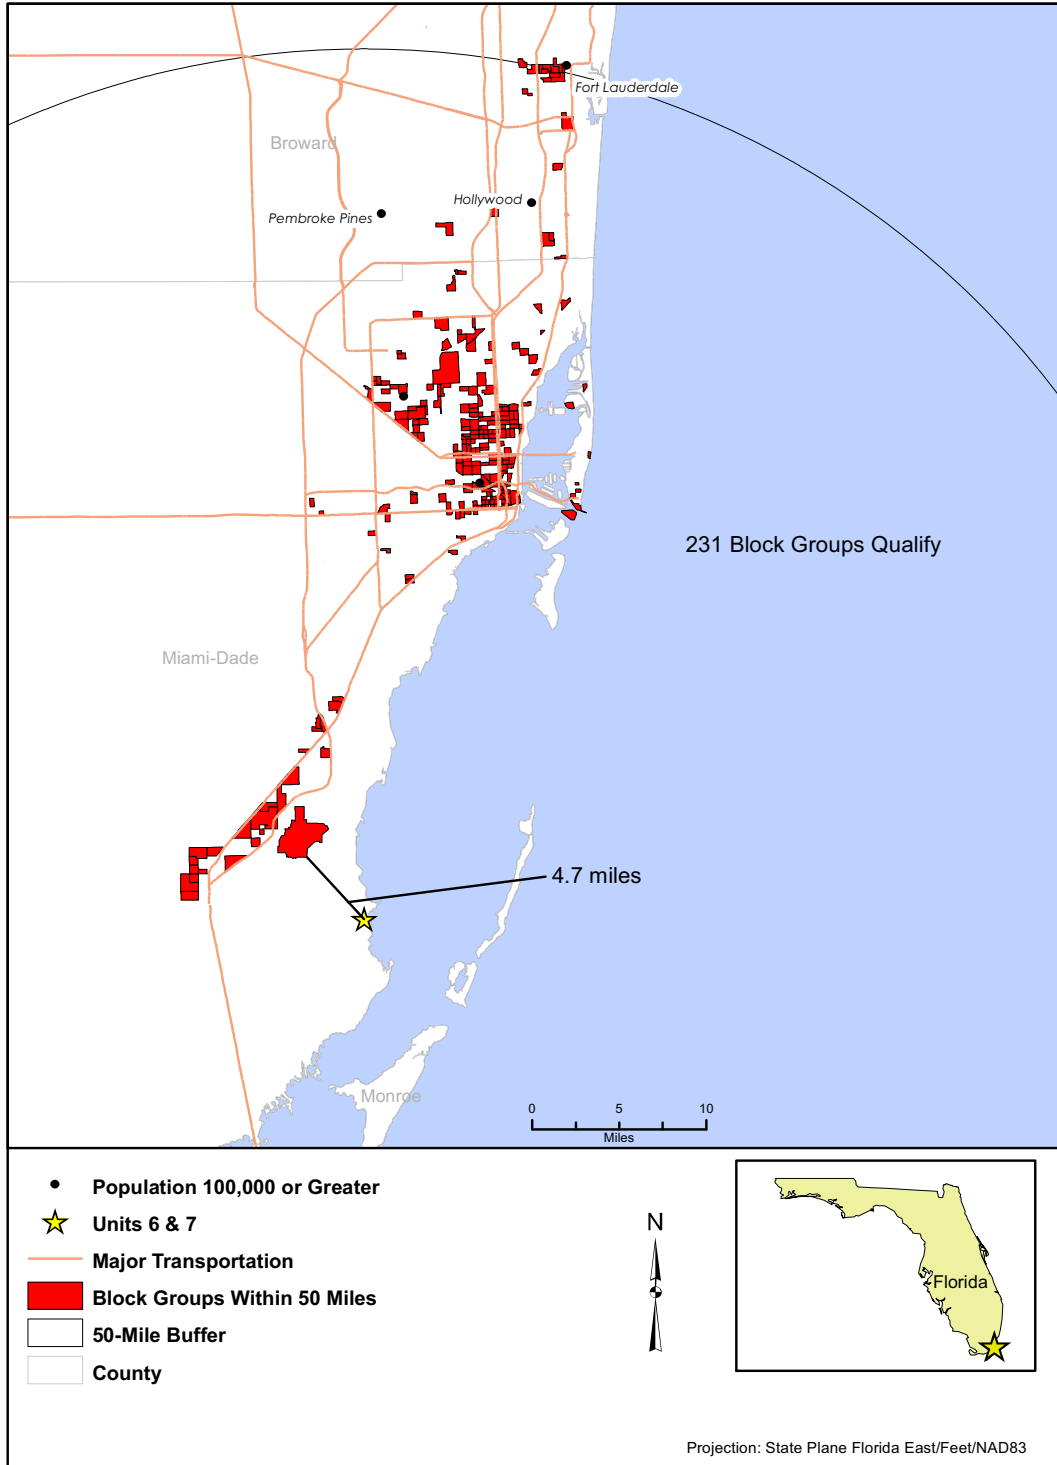 Fort Lauderdale
Broward
Hollywood
Pembroke Pines
231 Block Groups Qualify
Miami-Dade
4.7 miles
Monroe
0 5 10
Miles
Population 100,000 or Greater
Units 6 & 7
Major Transportation
Block Groups Within 50 Miles
50-Mile Buffer
County
N
Florida
Projection: State Plane Florida East/Feet/NAD83